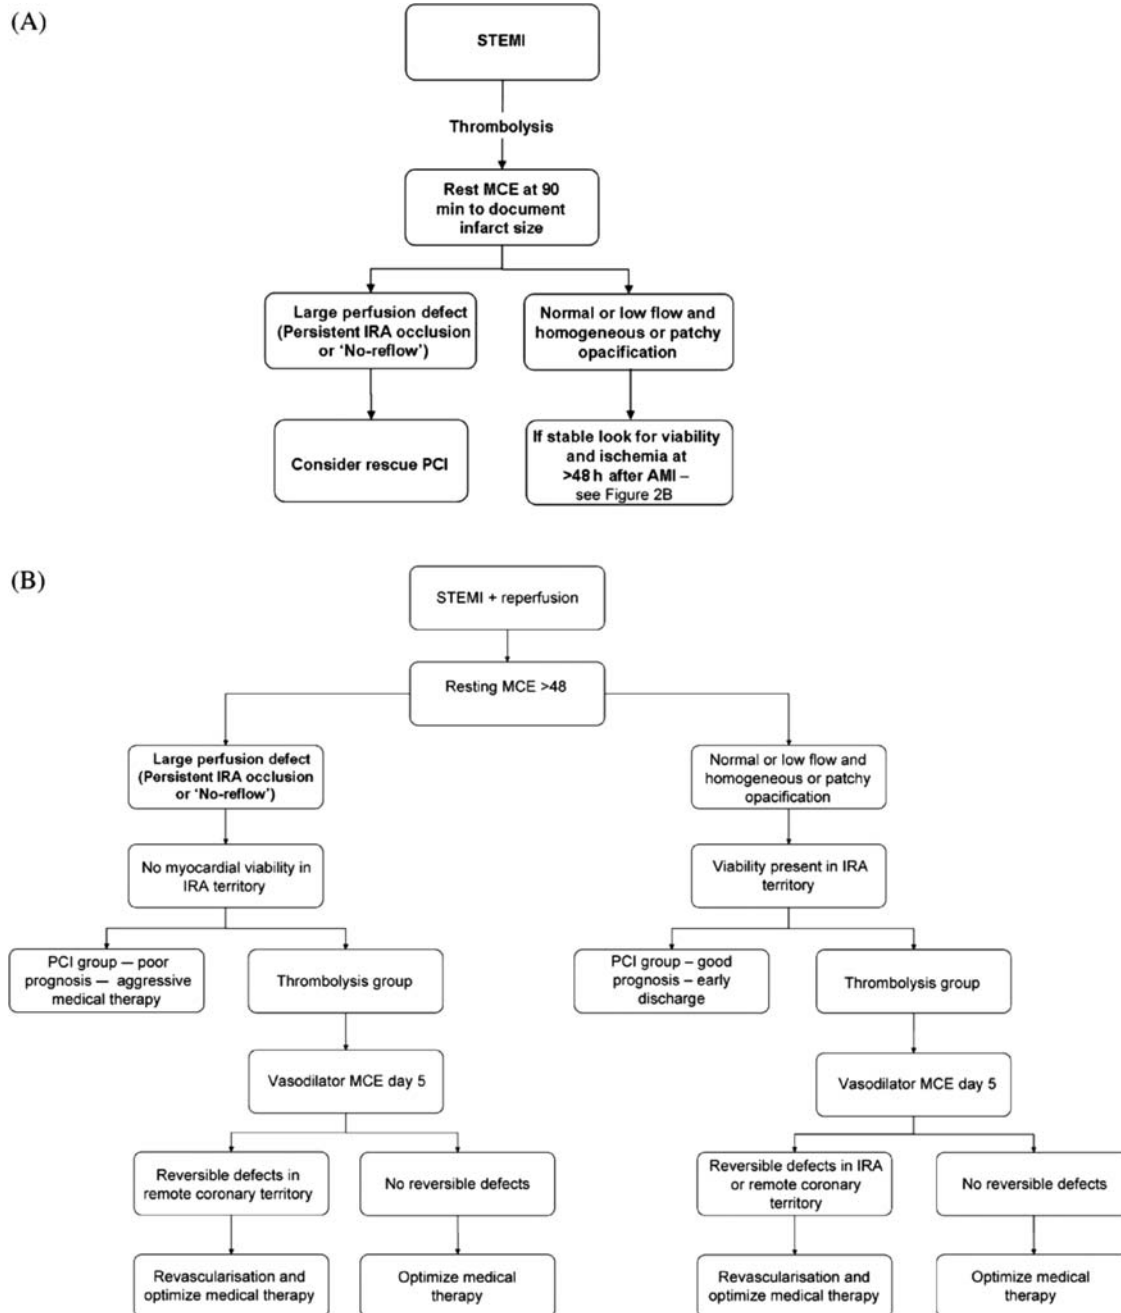 (A)
STEMI
Thrombolysis
Rest MCE at 90
min to document
infarct size
Large perfusion defect
(Persistent IRA occlusion
or ‘No-reflow’)
Normal or low flow and
homogeneous or patchy
opacification
Consider rescue PCI
If stable look for viability
and ischemia at
>48 h after AMI –
see Figure 2B
(B)
STEMI + reperfusion
Resting MCE >48
Large perfusion defect
(Persistent IRA occlusion
or ‘No-reflow’)
Normal or low flow and
homogeneous or patchy
opacification
No myocardial viability in
IRA territory
Viability present in IRA
territory
PCI group — poor
prognosis — aggressive
medical therapy
Thrombolysis group
PCI group – good
prognosis – early
discharge
Thrombolysis group
Vasodilator MCE day 5
Vasodilator MCE day 5
Reversible defects in
remote coronary territory
No reversible defects
Reversible defects in IRA
or remote coronary
territory
No reversible defects
Revascularisation and
optimize medical therapy
Optimize medical
therapy
Revascularisation and
optimize medical therapy
Optimize medical
therapy